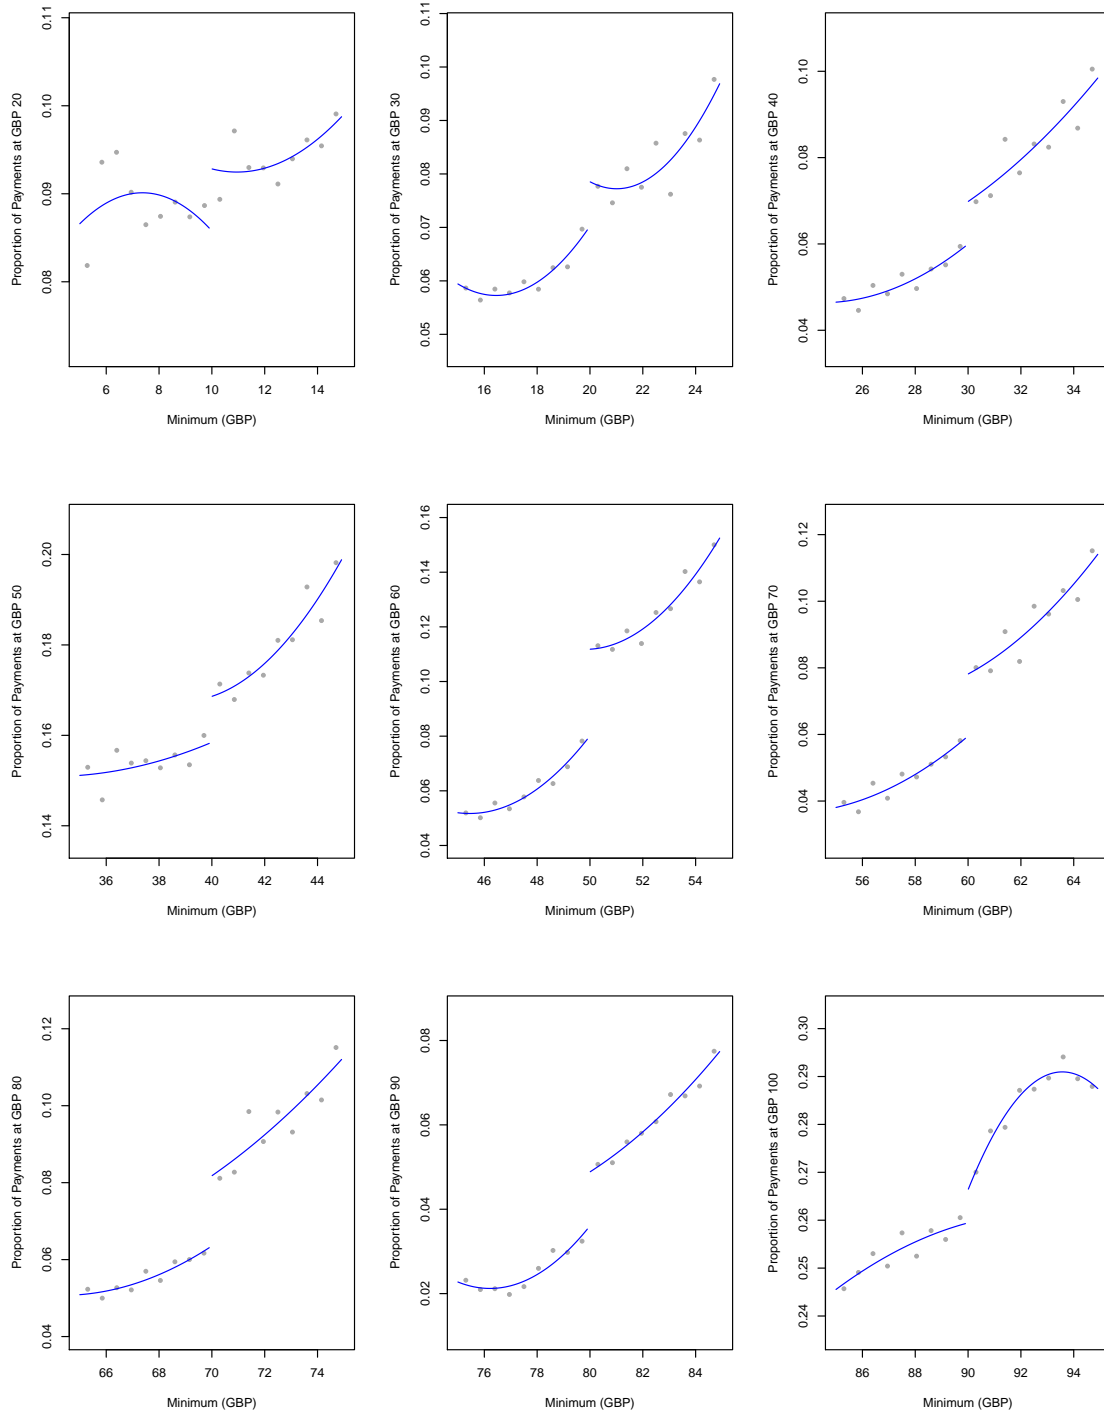 Proportion of Payments at GBP 20
0.08 0.09 0.10 0.11
6 8 10 12 14
Minimum (GBP)
Proportion of Payments at GBP 30
0.05 0.06 0.07 0.08 0.09 0.10 0.11
16 18 20 22 24
Minimum (GBP)
Proportion of Payments at GBP 40
0.04 0.06 0.08 0.10
26 28 30 32 34
Minimum (GBP)
Proportion of Payments at GBP 50
0.14 0.16 0.18 0.20
36 38 40 42 44
Minimum (GBP)
Proportion of Payments at GBP 60
0.04 0.06 0.08 0.10 0.12 0.14 0.16
46 48 50 52 54
Minimum (GBP)
Proportion of Payments at GBP 70
0.04 0.06 0.08 0.10 0.12
56 58 60 62 64
Minimum (GBP)
Proportion of Payments at GBP 80
0.04 0.06 0.08 0.10 0.12
66 68 70 72 74
Minimum (GBP)
Proportion of Payments at GBP 90
0.02 0.04 0.06 0.08
76 78 80 82 84
Minimum (GBP)
Proportion of Payments at GBP 100
0.24 0.25 0.26 0.27 0.28 0.29 0.30
86 88 90 92 94
Minimum (GBP)